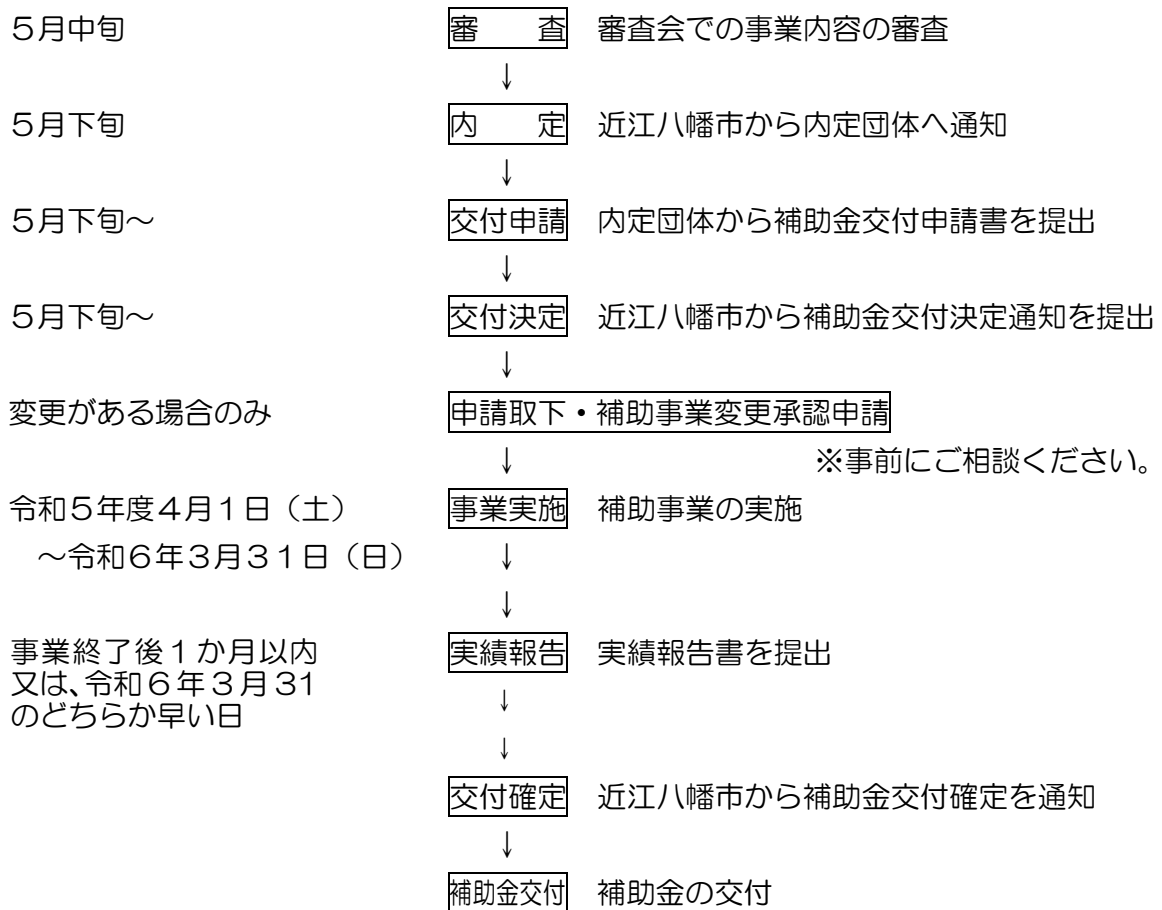 ５月中旬　審　　査　審査会での事業内容の審査
↓
５月下旬　内　　定　近江八幡市から内定団体へ通知
↓
５月下旬～　交付申請　内定団体から補助金交付申請書を提出
↓
５月下旬～　交付決定　近江八幡市から補助金交付決定通知を提出
↓
変更がある場合のみ　申請取下・補助事業変更承認申請
↓　※事前にご相談ください。
令和５年度４月１日（土）　事業実施　補助事業の実施
～令和６年３月３１日（日）　↓
↓
事業終了後１か月以内　実績報告　実績報告書を提出
又は､令和６年３月31
↓
のどちらか早い日
↓
交付確定　近江八幡市から補助金交付確定を通知
↓
補助金交付　補助金の交付